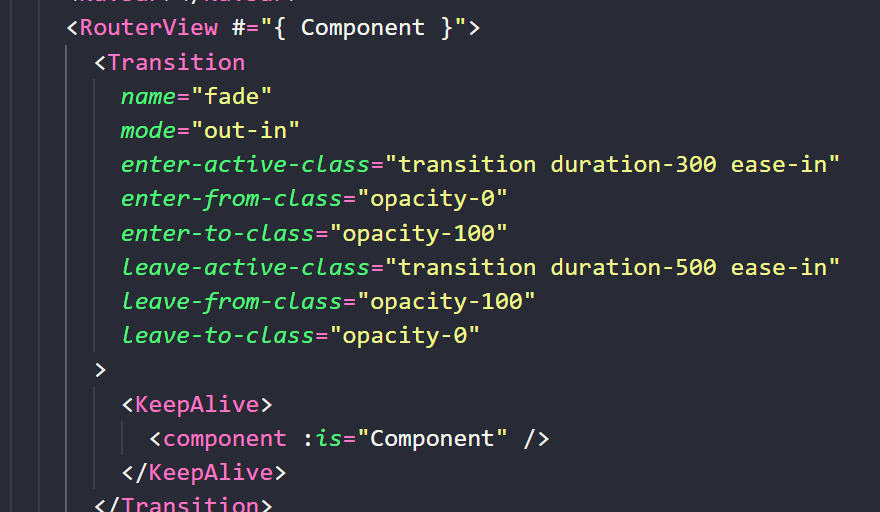 <RouterView #="{ Component }">
<Transition
name="fade"
mode="out-in"
enter-active-class="transition duration-300 ease-in"
enter-from-class="opacity-0"
enter-to-class="opacity-100"
leave-active-class="transition duration-500 ease-in"
leave-from-class="opacity-100"
leave-to-class="opacity-0"
>
<KeepAlive>
<component :is="Component" />
</KeepAlive>
</Transition>